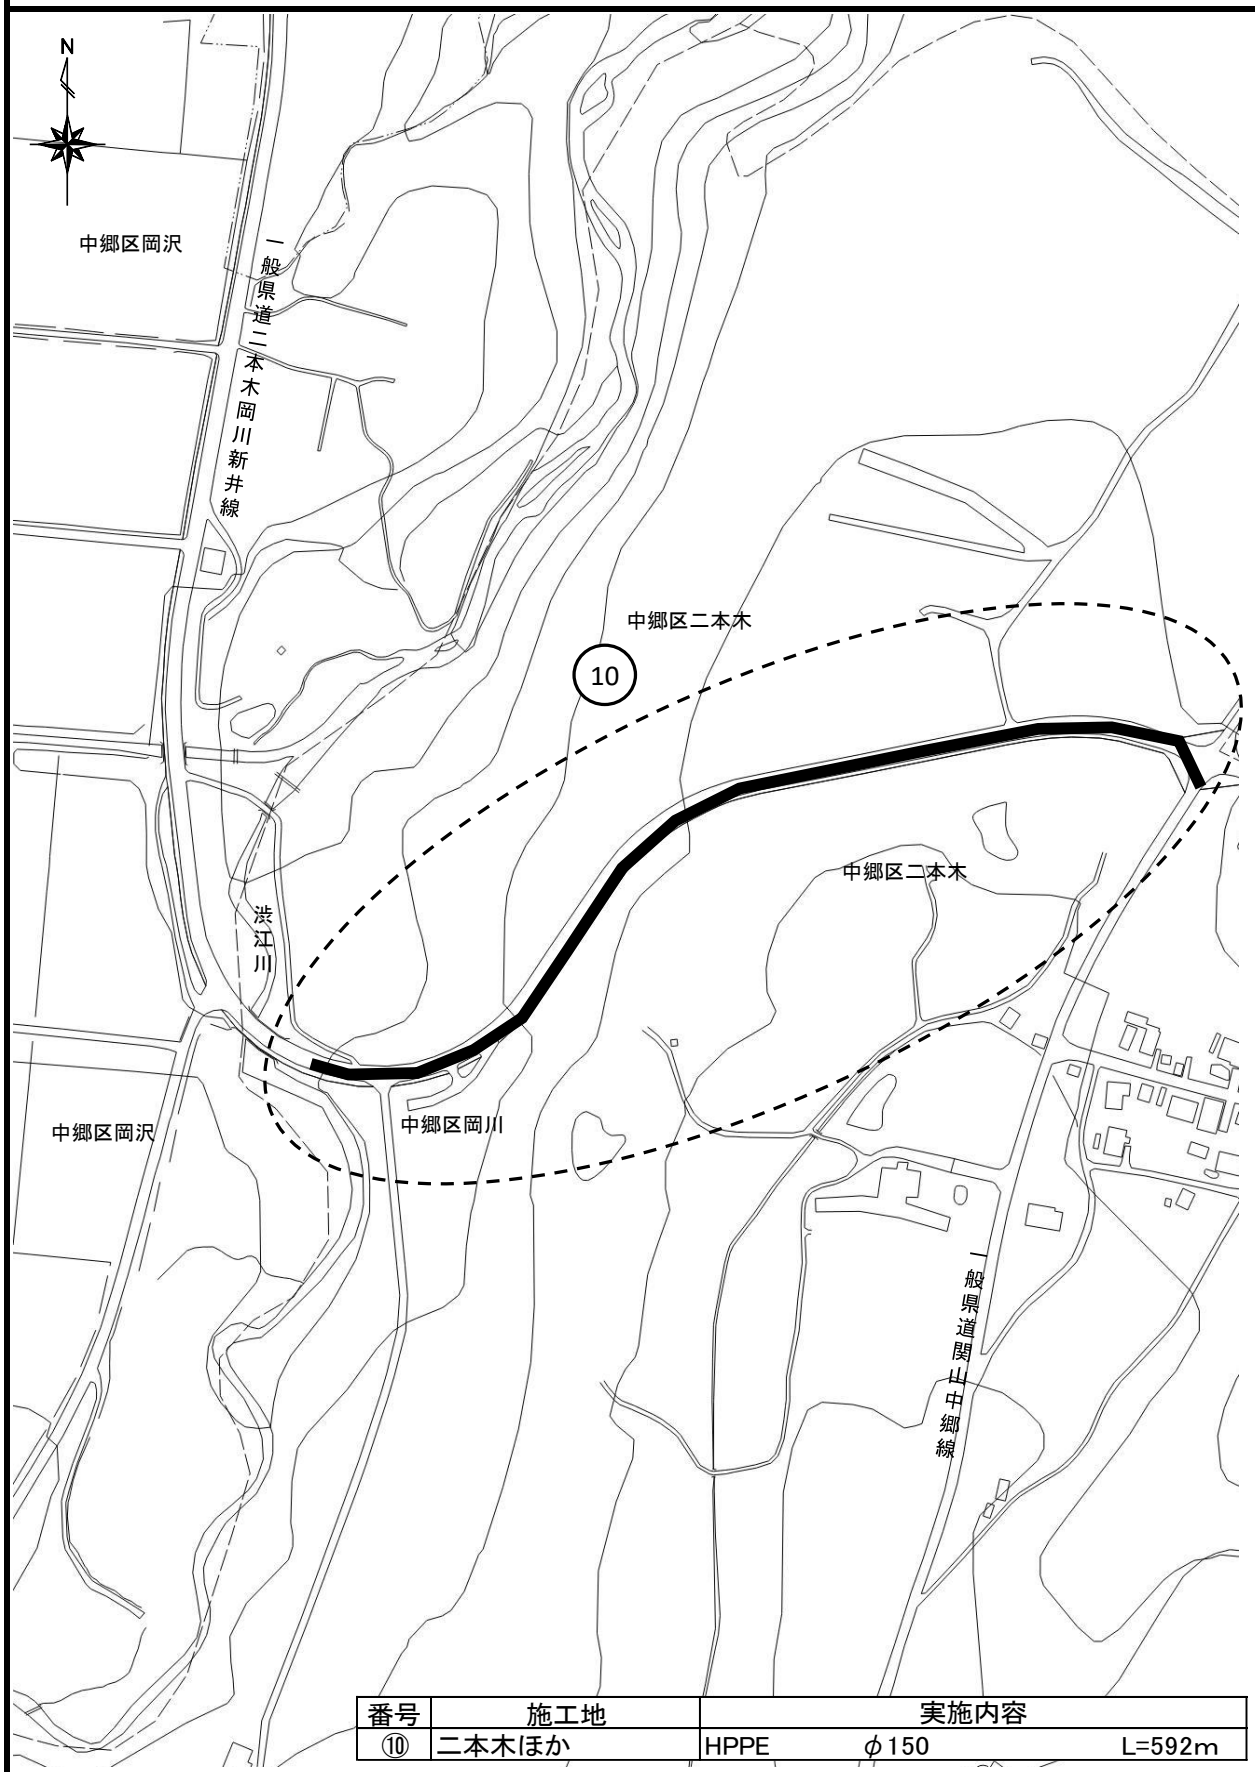 N
中郷区岡沢
一般県道二本木岡川新井線
中郷区二本木
10
中郷区二本木
渋江川
中郷区岡川
中郷区岡沢
一般県道関山中郷線
番号 施工地 実施内容
⑩ 二本木ほか HPPE φ150 L=592m